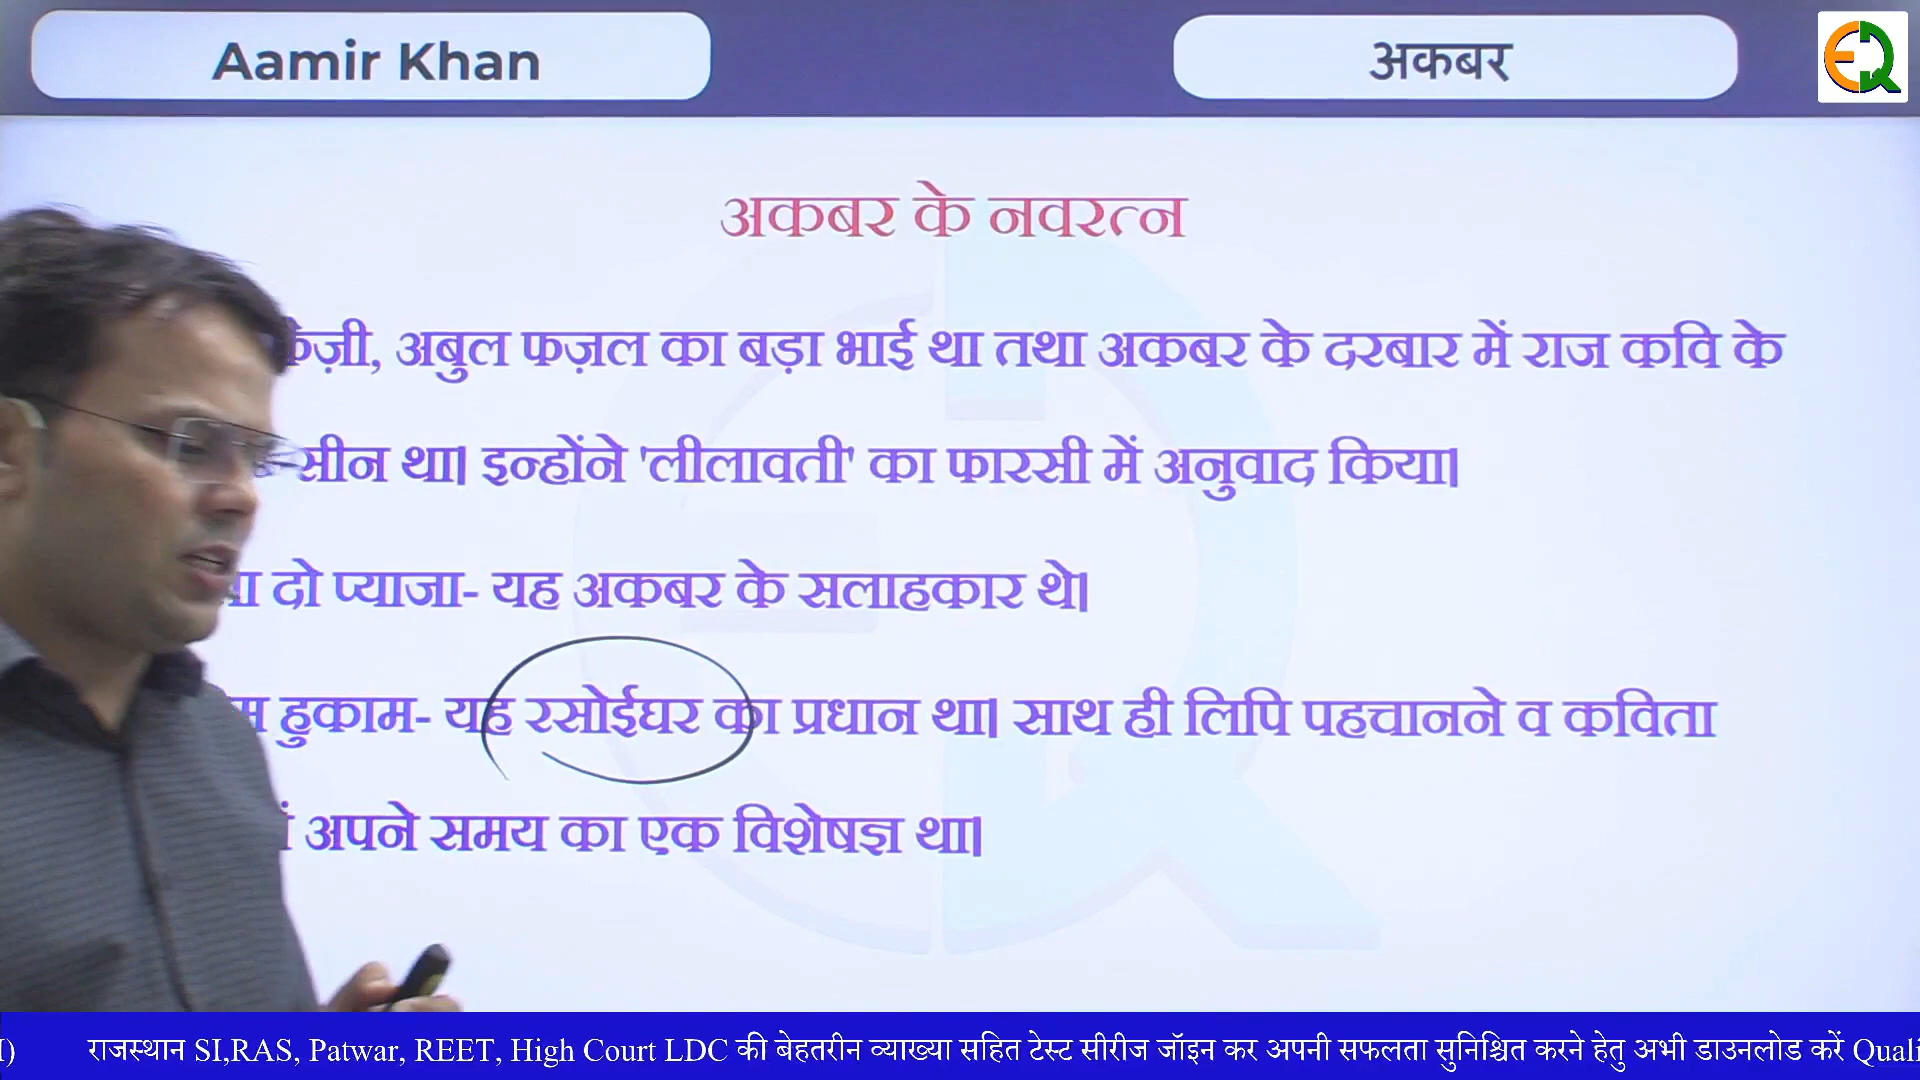 Aamir Khan
अकबर
EQ
अकबर के नवरत्न
अबुल फज़ल का बड़ा भाई था तथा अकबर के दरबार में राज कवि के
था। इन्होंने 'लीलावती' का फारसी में अनुवाद किया।
दो प्याजा- यह अकबर के सलाहकार थे।
हुकाम- यह रसोईघर का प्रधान था। साथ ही लिपि पहचानने व कविता
अपने समय का एक विशेषज्ञ था।
राजस्थान SI,RAS, Patwar, REET, High Court LDC की बेहतरीन व्याख्या सहित टेस्ट सीरीज जॉइन कर अपनी सफलता सुनिश्चित करने हेतु अभी डाउनलोड करें